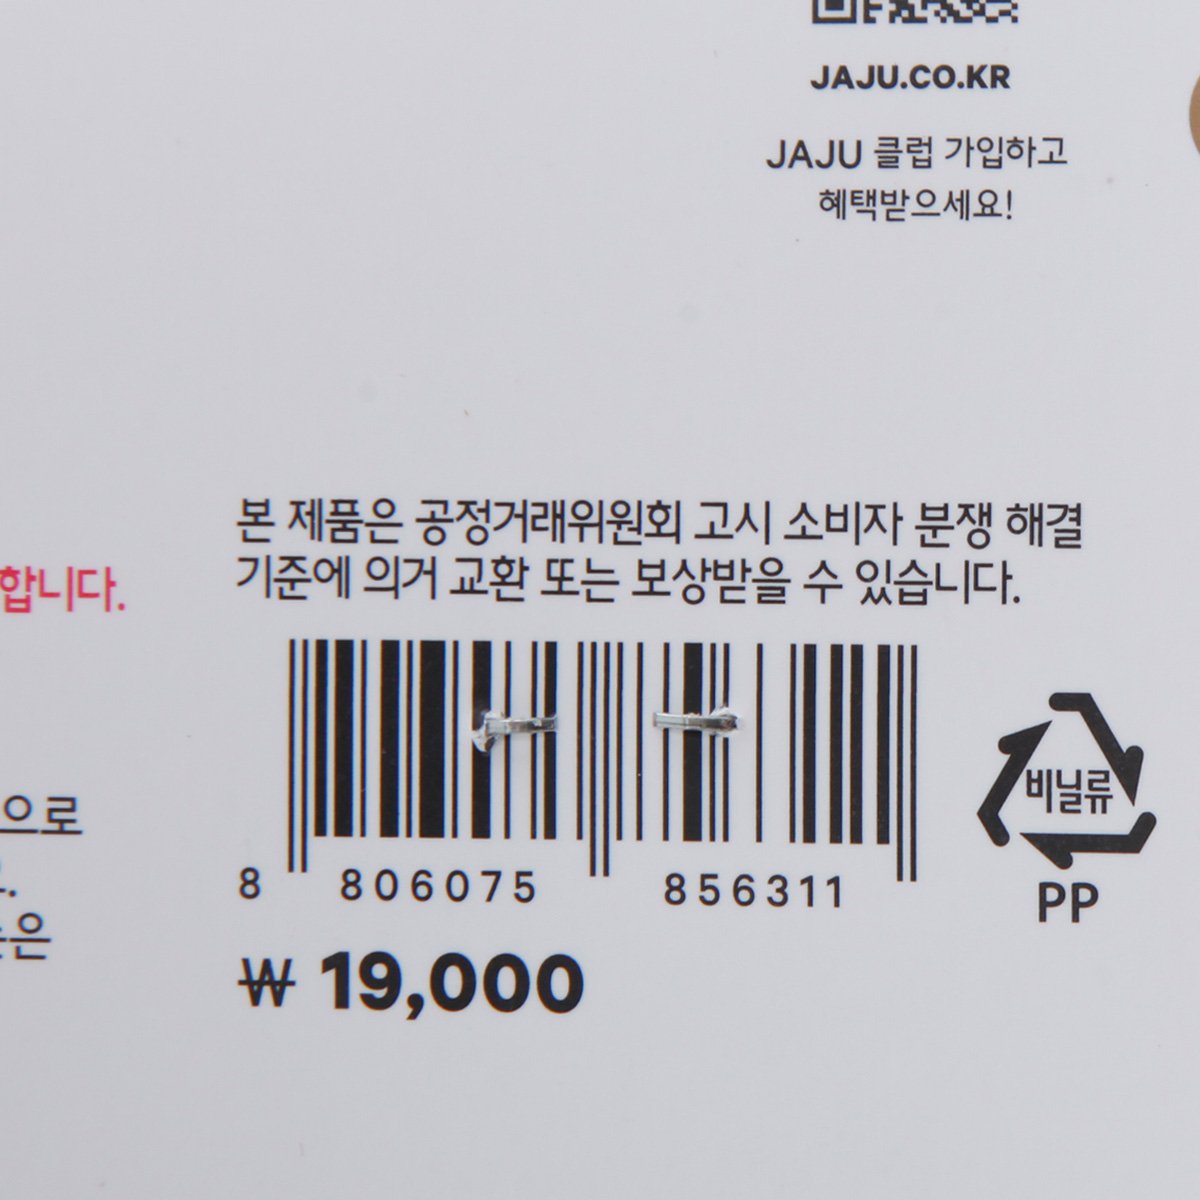 JAJU.CO.KR
JAJU 클럽 가입하고
혜택받으세요!
본 제품은 공정거래위원회 고시 소비자 분쟁 해결
기준에 의거 교환 또는 보상받을 수 있습니다.
합니다.
비닐류
PP
으로
은
8 806075 856311
₩ 19,000